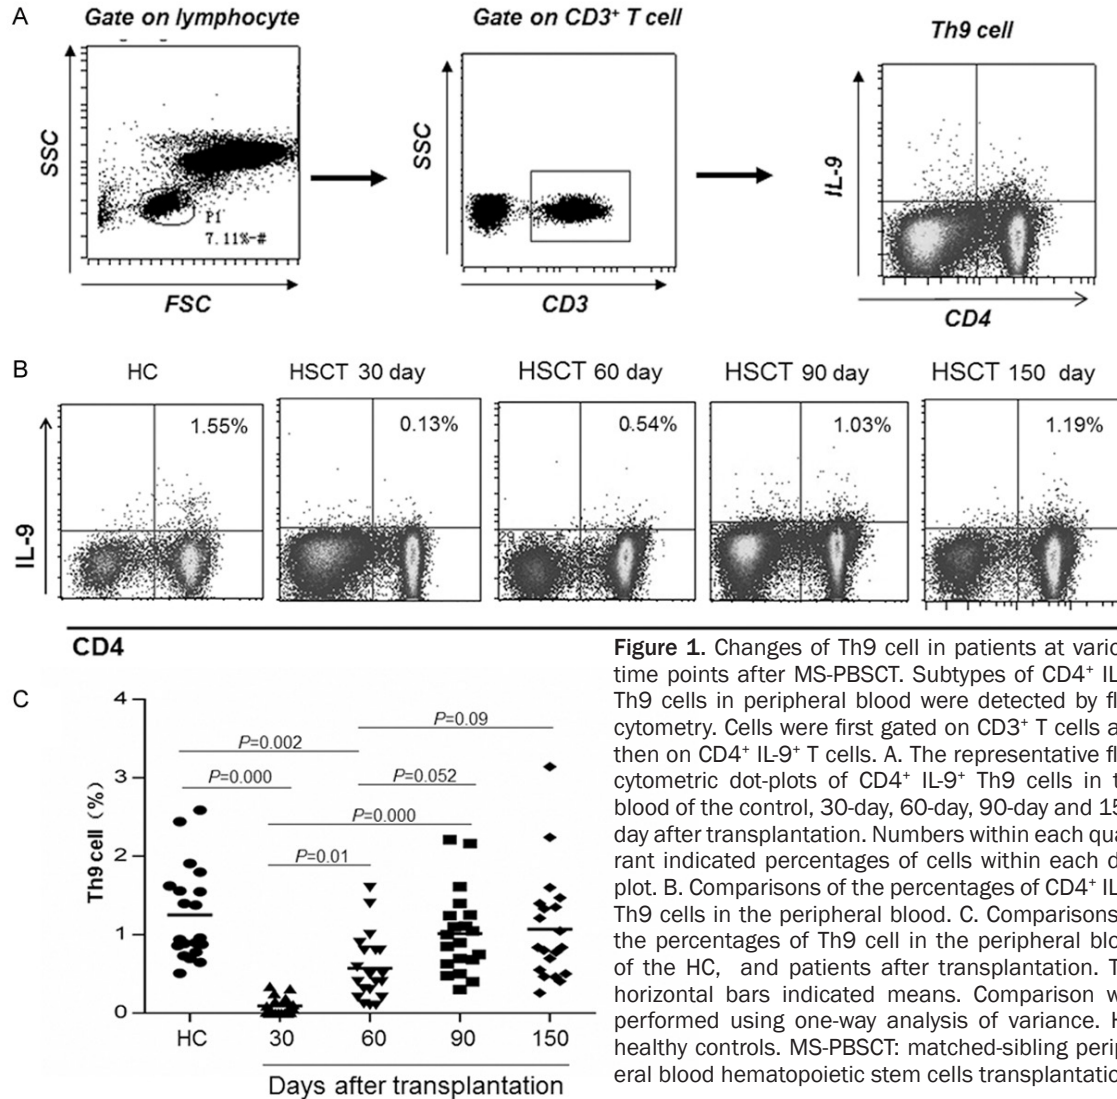 A
Gate on lymphocyte
Gate on CD3⁺ T cell
Th9 cell
SSC
P1
7.11%-#
FSC
SSC
CD3
IL-9
CD4
B
HC
HSCT 30 day
HSCT 60 day
HSCT 90 day
HSCT 150 day
1.55%
0.13%
0.54%
1.03%
1.19%
IL-9
CD4
C
Th9 cell (%)
4
3
2
1
0
P=0.09
P=0.002
P=0.052
P=0.000
P=0.000
P=0.01
HC
30
60
90
150
Days after transplantation
Figure 1. Changes of Th9 cell in patients at vario
time points after MS-PBSCT. Subtypes of CD4⁺ IL
Th9 cells in peripheral blood were detected by fl
cytometry. Cells were first gated on CD3⁺ T cells a
then on CD4⁺ IL-9⁺ T cells. A. The representative fl
cytometric dot-plots of CD4⁺ IL-9⁺ Th9 cells in t
blood of the control, 30-day, 60-day, 90-day and 15
day after transplantation. Numbers within each qua
rant indicated percentages of cells within each d
plot. B. Comparisons of the percentages of CD4⁺ IL
Th9 cells in the peripheral blood. C. Comparisons
the percentages of Th9 cell in the peripheral bloo
of the HC, and patients after transplantation. T
horizontal bars indicated means. Comparison w
performed using one-way analysis of variance. H
healthy controls. MS-PBSCT: matched-sibling perip
eral blood hematopoietic stem cells transplantatio